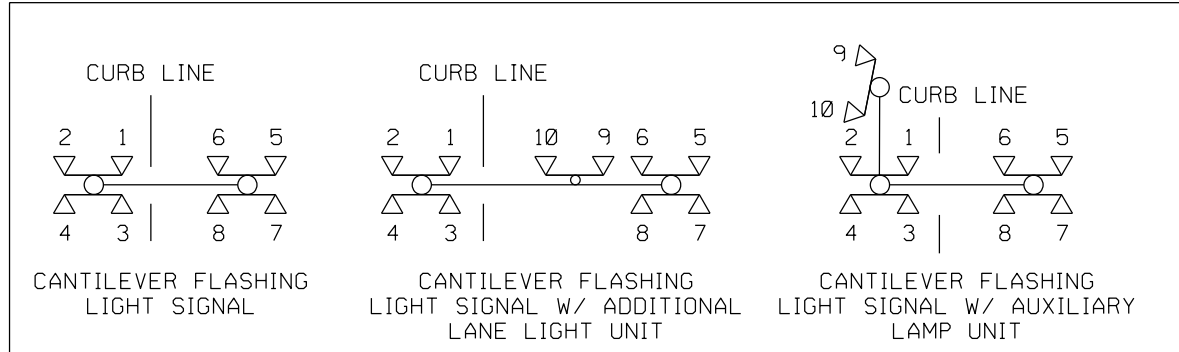 CURB LINE
2 1 6 5
4 3 8 7
CANTILEVER FLASHING
LIGHT SIGNAL
CURB LINE
2 1 10 9 6 5
4 3 8 7
CANTILEVER FLASHING
LIGHT SIGNAL W/ ADDITIONAL
LANE LIGHT UNIT
9
CURB LINE
10
2 1 6 5
4 3 8 7
CANTILEVER FLASHING
LIGHT SIGNAL W/ AUXILIARY
LAMP UNIT